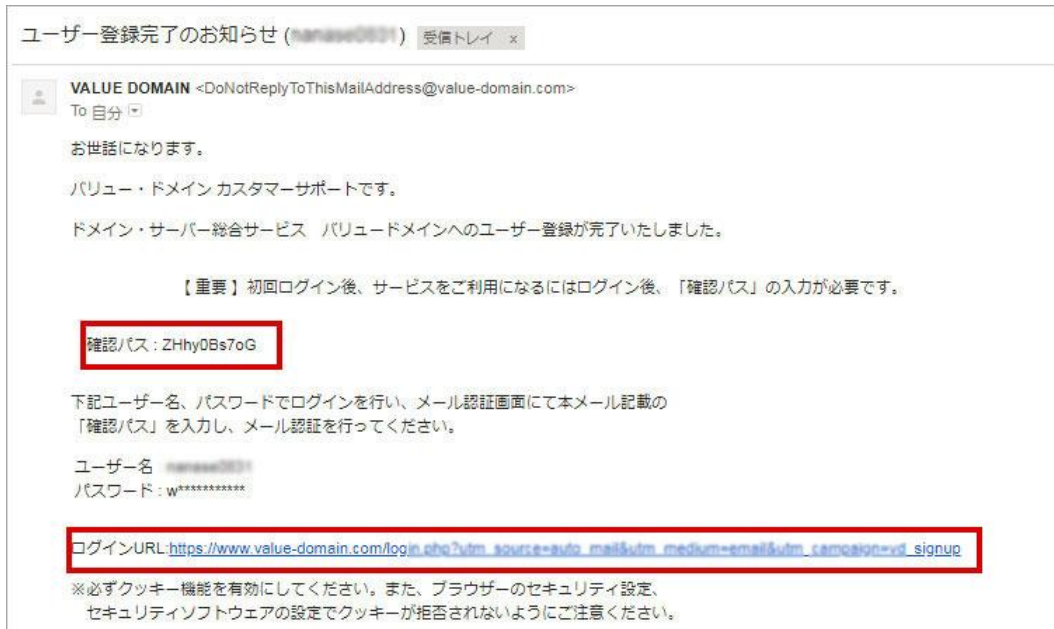 ユーザー登録完了のお知らせ ( ) 受信トレイ x
VALUE DOMAIN <DoNotReplyToThisMailAddress@value-domain.com>
To 自分
お世話になります。
バリュー・ドメイン カスタマーサポートです。
ドメイン・サーバー総合サービス　バリュードメインへのユーザー登録が完了いたしました。
【 重要 】 初回ログイン後、サービスをご利用になるにはログイン後、「確認パス」の入力が必要です。
確認パス : ZHhy0Bs7oG
下記ユーザー名、パスワードでログインを行い、メール認証画面にて本メール記載の
「確認パス」を入力し、メール認証を行ってください。
ユーザー名
パスワード : w***********
ログインURL:https://www.value-domain.com/login.php?utm_source=auto_mail&utm_medium=email&utm_campaign=vd_signup
※必ずクッキー機能を有効にしてください。また、ブラウザーのセキュリティ設定、
セキュリティソフトウェアの設定でクッキーが拒否されないようにご注意ください。